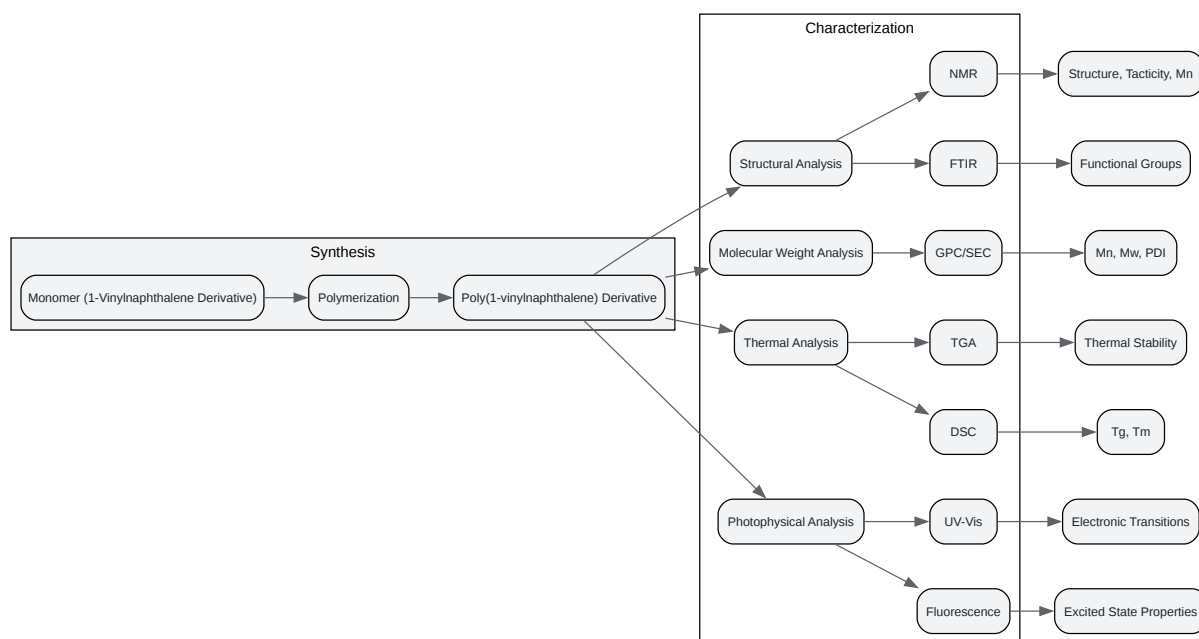 Characterization
NMR
Structure, Tacticity, Mn
Structural Analysis
FTIR
Functional Groups
Synthesis
Molecular Weight Analysis
GPC/SEC
Mn, Mw, PDI
Monomer (1-Vinylnaphthalene Derivative)
Polymerization
Poly(1-vinylnaphthalene) Derivative
Thermal Analysis
TGA
Thermal Stability
DSC
Tg, Tm
Photophysical Analysis
UV-Vis
Electronic Transitions
Fluorescence
Excited State Properties